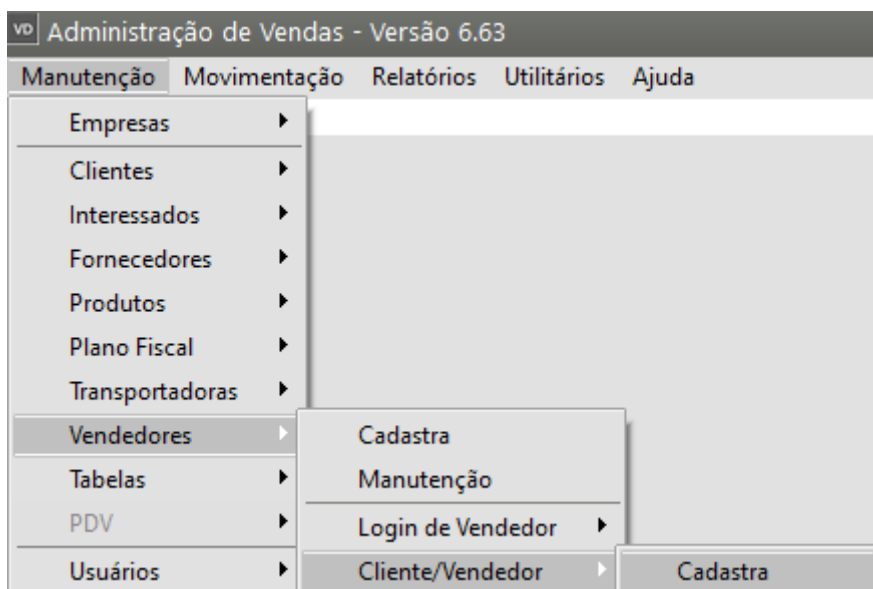 VD Administração de Vendas - Versão 6.63
Manutenção Movimentação Relatórios Utilitários Ajuda
Empresas
Clientes
Interessados
Fornecedores
Produtos
Plano Fiscal
Transportadoras
Vendedores Cadastra
Tabelas Manutenção
PDV Login de Vendedor
Usuários Cliente/Vendedor Cadastra